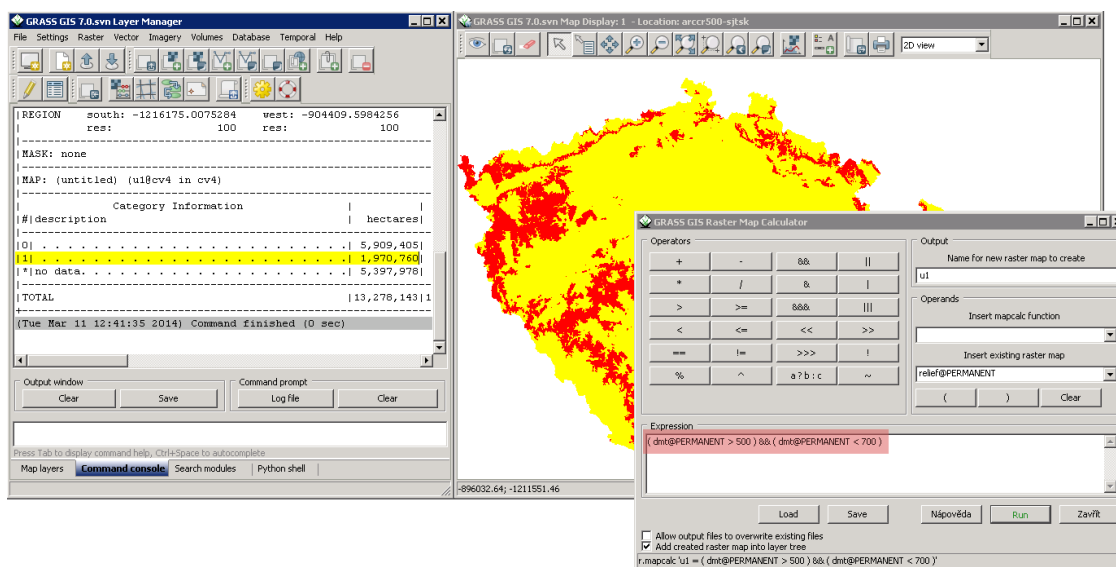 GRASS GIS 7.0.svn Layer Manager
File Settings Raster Vector Imagery Volumes Database Temporal Help
|REGION south: -1216175.0075284 west: -904409.5984256
| res: 100 res: 100
|-----------------------------------------------------------
|MASK: none
|-----------------------------------------------------------
|MAP: (untitled) (u1@cv4 in cv4)
|-----------------------------------------------------------
| Category Information | |
|#|description | hectares|
|-----------------------------------------------------------
|0| . . . . . . . . . . . . . . . . . . . . . . . .| 5,909,405|
|1| . . . . . . . . . . . . . . . . . . . . . . . .| 1,970,760|
|*|no data. . . . . . . . . . . . . . . . . . . . .| 5,397,978|
|-----------------------------------------------------------
|TOTAL |13,278,143|1
+-----------------------------------------------------------
(Tue Mar 11 12:41:35 2014) Command finished (0 sec)
Output window
Clear Save
Command prompt
Log file Clear
Press Tab to display command help, Ctrl+Space to autocomplete
Map layers Command console Search modules Python shell
GRASS GIS 7.0.svn Map Display: 1 - Location: arccr500-sjtsk
2D view
-896032.64; -1211551.46
GRASS GIS Raster Map Calculator
Operators
+ - && ||
* / & |
> >= &&& |||
< <= << >>
== != >>> !
% ^ a ? b : c ~
Output
Name for new raster map to create
u1
Operands
Insert mapcalc function
Insert existing raster map
relief@PERMANENT
( ) Clear
Expression
( dmt@PERMANENT > 500 ) && ( dmt@PERMANENT < 700 )
Load Save Nápověda Run Zavřít
Allow output files to overwrite existing files
Add created raster map into layer tree
r.mapcalc 'u1 = ( dmt@PERMANENT > 500 ) && ( dmt@PERMANENT < 700 )'